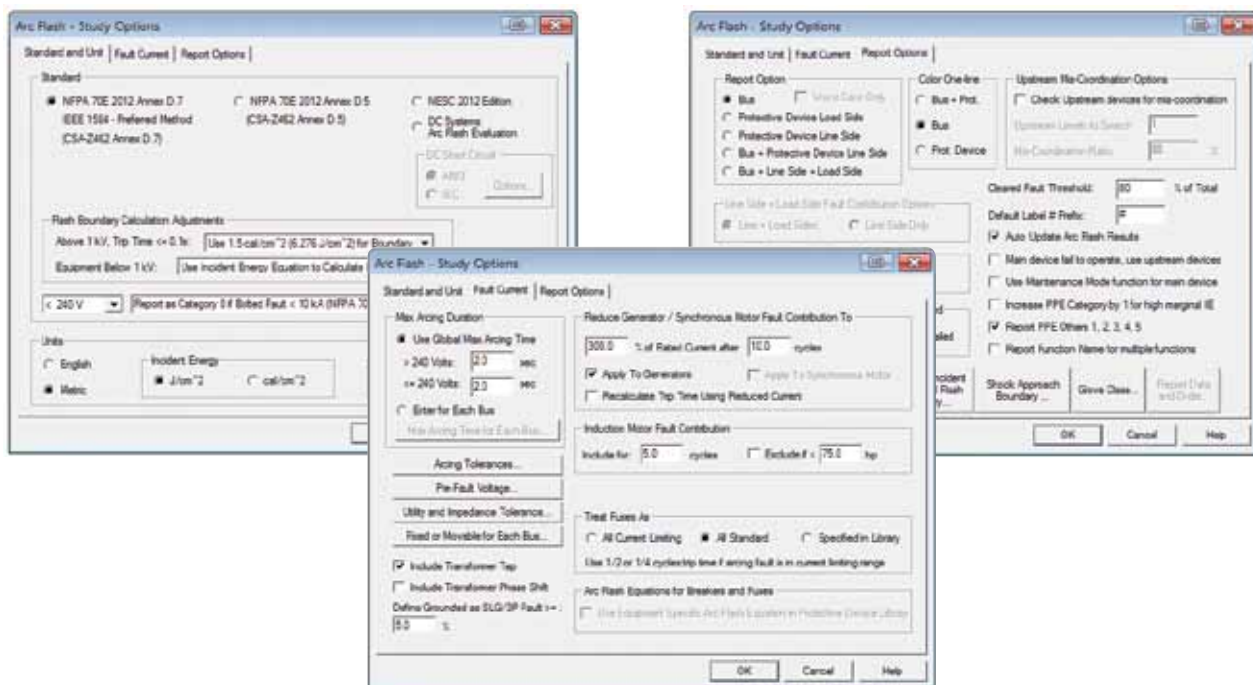 Arc Flash - Study Options
Standard and Unit | Fault Current | Report Options
Standard
NFPA 70E 2012 Annex D.7
IEEE 1584 - Preferred Method
(CSA-Z462 Annex D.7)
NFPA 70E 2012 Annex D.5
(CSA-Z462 Annex D.5)
NESC 2012 Edition
DC Systems
Arc Flash Evaluation
DC Short Circuit
ANSI
IEC
Options...
Flash Boundary Calculation Adjustments
Above 1 kV, Trip Time <= 0.1s: Use 1.5 cal/cm^2 (6.276 J/cm^2) for Boundary
Equipment Below 1 kV: Use Incident Energy Equation to Calculate
< 240 V Report as Category 0 if Bolted Fault < 10 kA (NFPA 70
Units
English
Metric
Incident Energy
J/cm^2 cal/cm^2
Arc Flash - Study Options
Standard and Unit | Fault Current | Report Options
Max Arcing Duration
Use Global Max Arcing Time
> 240 Volts: 2.0 sec
<= 240 Volts: 2.0 sec
Enter for Each Bus
Max Arcing Time for Each Bus...
Arcing Tolerances...
Pre-Fault Voltage...
Utility and Impedance Tolerance...
Fixed or Movable for Each Bus...
Include Transformer Tap
Include Transformer Phase Shift
Define Grounded as SLG/3P Fault >= :
5.0 %
Reduce Generator / Synchronous Motor Fault Contribution To
300.0 % of Rated Current after 10.0 cycles
Apply To Generators Apply To Synchronous Motor
Recalculate Trip Time Using Reduced Current
Induction Motor Fault Contribution
Include for: 5.0 cycles Exclude if < 75.0 hp
Treat Fuses As
All Current Limiting All Standard Specified in Library
Use 1/2 or 1/4 cycles trip time if arcing fault is in current limiting range
Arc Flash Equations for Breakers and Fuses
Use Equipment Specific Arc Flash Equation in Protective Device Library
OK Cancel Help
Arc Flash - Study Options
Standard and Unit | Fault Current | Report Options
Report Option
Bus Worst Case Only
Protective Device Load Side
Protective Device Line Side
Bus + Protective Device Line Side
Bus + Line Side + Load Side
Line Side + Load Side Fault Contribution Options
Line + Load Sides Line Side Only
Color One-line
Bus + Prot.
Bus
Prot. Device
Upstream Mis-Coordination Options
Check Upstream devices for mis-coordination
Upstream Levels to Search 1
Mis-Coordination Ratio %
Cleared Fault Threshold: 80 % of Total
Default Label # Prefix: #
Auto Update Arc Flash Results
Main device fail to operate, use upstream devices
Use Maintenance Mode function for main device
Increase PPE Category by 1 for high marginal IE
Report PPE Others 1, 2, 3, 4, 5
Report Function Name for multiple functions
Shock Approach
Boundary ...
Glove Class...
Report Data
and Order...
OK Cancel Help